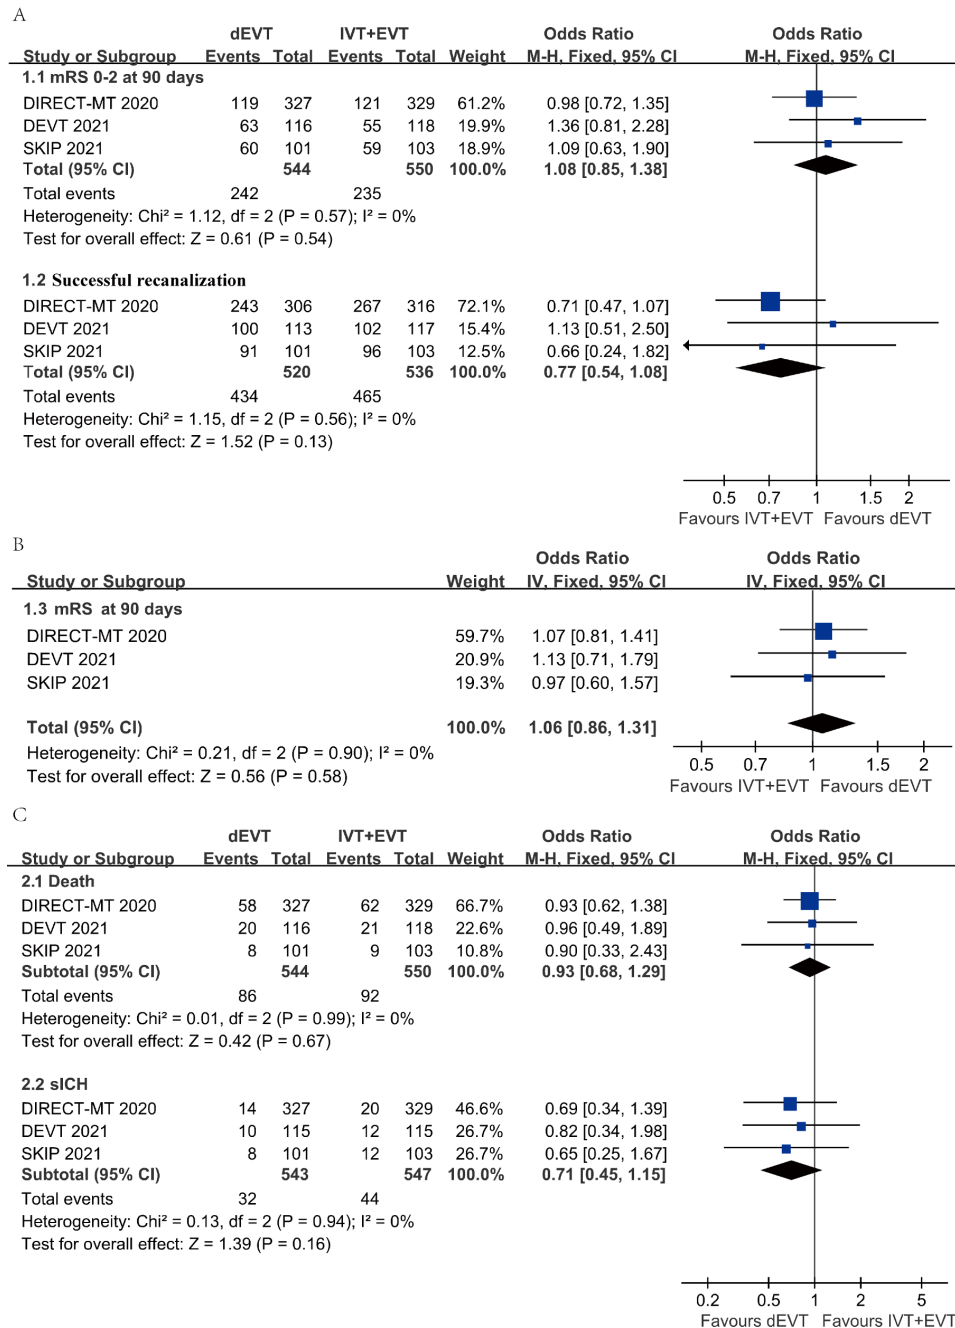 A
dEVT IVT+EVT Odds Ratio Odds Ratio
Study or Subgroup Events Total Events Total Weight M-H, Fixed, 95% CI M-H, Fixed, 95% CI
1.1 mRS 0-2 at 90 days
DIRECT-MT 2020 119 327 121 329 61.2% 0.98 [0.72, 1.35]
DEVT 2021 63 116 55 118 19.9% 1.36 [0.81, 2.28]
SKIP 2021 60 101 59 103 18.9% 1.09 [0.63, 1.90]
Total (95% CI) 544 550 100.0% 1.08 [0.85, 1.38]
Total events 242 235
Heterogeneity: Chi² = 1.12, df = 2 (P = 0.57); I² = 0%
Test for overall effect: Z = 0.61 (P = 0.54)
1.2 Successful recanalization
DIRECT-MT 2020 243 306 267 316 72.1% 0.71 [0.47, 1.07]
DEVT 2021 100 113 102 117 15.4% 1.13 [0.51, 2.50]
SKIP 2021 91 101 96 103 12.5% 0.66 [0.24, 1.82]
Total (95% CI) 520 536 100.0% 0.77 [0.54, 1.08]
Total events 434 465
Heterogeneity: Chi² = 1.15, df = 2 (P = 0.56); I² = 0%
Test for overall effect: Z = 1.52 (P = 0.13)
0.5 0.7 1 1.5 2
Favours IVT+EVT Favours dEVT
B
Odds Ratio Odds Ratio
Study or Subgroup Weight IV, Fixed, 95% CI IV, Fixed, 95% CI
1.3 mRS at 90 days
DIRECT-MT 2020 59.7% 1.07 [0.81, 1.41]
DEVT 2021 20.9% 1.13 [0.71, 1.79]
SKIP 2021 19.3% 0.97 [0.60, 1.57]
Total (95% CI) 100.0% 1.06 [0.86, 1.31]
Heterogeneity: Chi² = 0.21, df = 2 (P = 0.90); I² = 0%
Test for overall effect: Z = 0.56 (P = 0.58)
0.5 0.7 1 1.5 2
Favours IVT+EVT Favours dEVT
C
dEVT IVT+EVT Odds Ratio Odds Ratio
Study or Subgroup Events Total Events Total Weight M-H, Fixed, 95% CI M-H, Fixed, 95% CI
2.1 Death
DIRECT-MT 2020 58 327 62 329 66.7% 0.93 [0.62, 1.38]
DEVT 2021 20 116 21 118 22.6% 0.96 [0.49, 1.89]
SKIP 2021 8 101 9 103 10.8% 0.90 [0.33, 2.43]
Subtotal (95% CI) 544 550 100.0% 0.93 [0.68, 1.29]
Total events 86 92
Heterogeneity: Chi² = 0.01, df = 2 (P = 0.99); I² = 0%
Test for overall effect: Z = 0.42 (P = 0.67)
2.2 sICH
DIRECT-MT 2020 14 327 20 329 46.6% 0.69 [0.34, 1.39]
DEVT 2021 10 115 12 115 26.7% 0.82 [0.34, 1.98]
SKIP 2021 8 101 12 103 26.7% 0.65 [0.25, 1.67]
Subtotal (95% CI) 543 547 100.0% 0.71 [0.45, 1.15]
Total events 32 44
Heterogeneity: Chi² = 0.13, df = 2 (P = 0.94); I² = 0%
Test for overall effect: Z = 1.39 (P = 0.16)
0.2 0.5 1 2 5
Favours dEVT Favours IVT+EVT